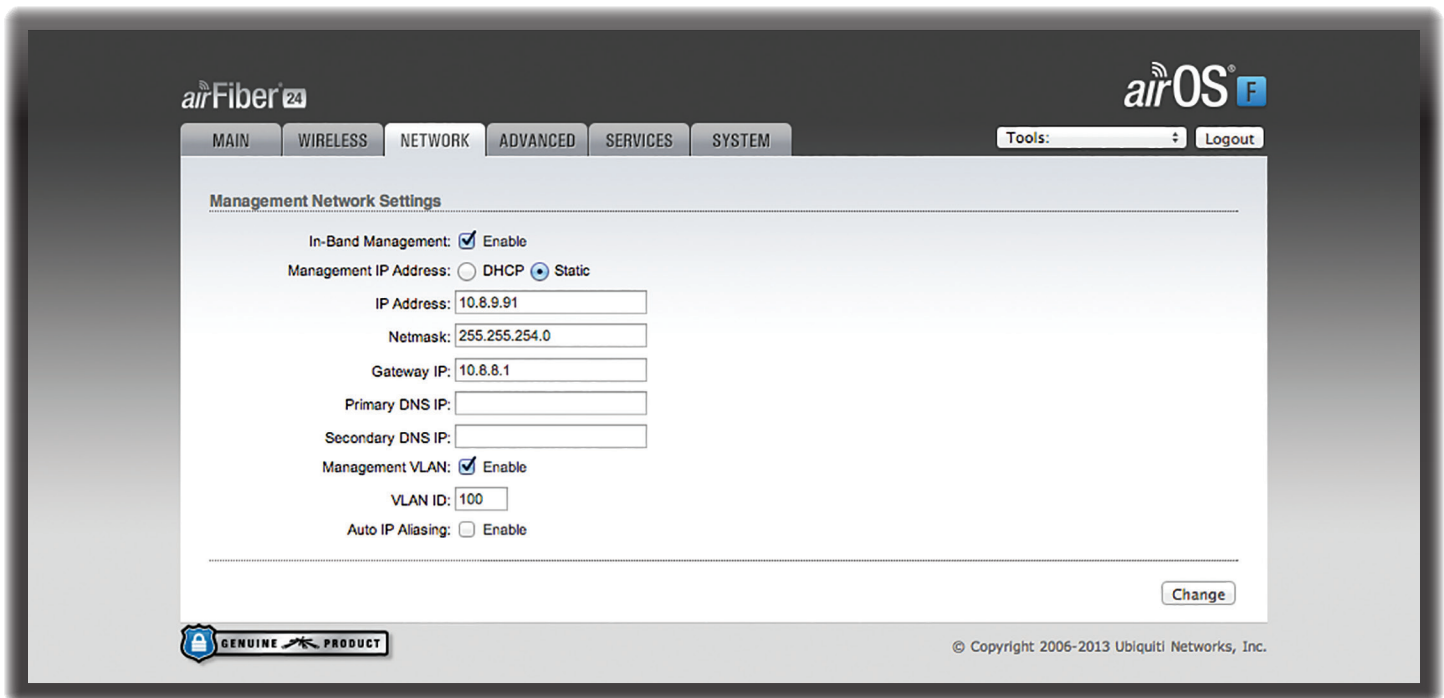 airFiber 24
airOS® F
MAIN WIRELESS NETWORK ADVANCED SERVICES SYSTEM Tools: Logout
Management Network Settings
In-Band Management: Enable
Management IP Address: DHCP Static
IP Address: 10.8.9.91
Netmask: 255.255.254.0
Gateway IP: 10.8.8.1
Primary DNS IP:
Secondary DNS IP:
Management VLAN: Enable
VLAN ID: 100
Auto IP Aliasing: Enable
Change
GENUINE PRODUCT
© Copyright 2006-2013 Ubiquiti Networks, Inc.